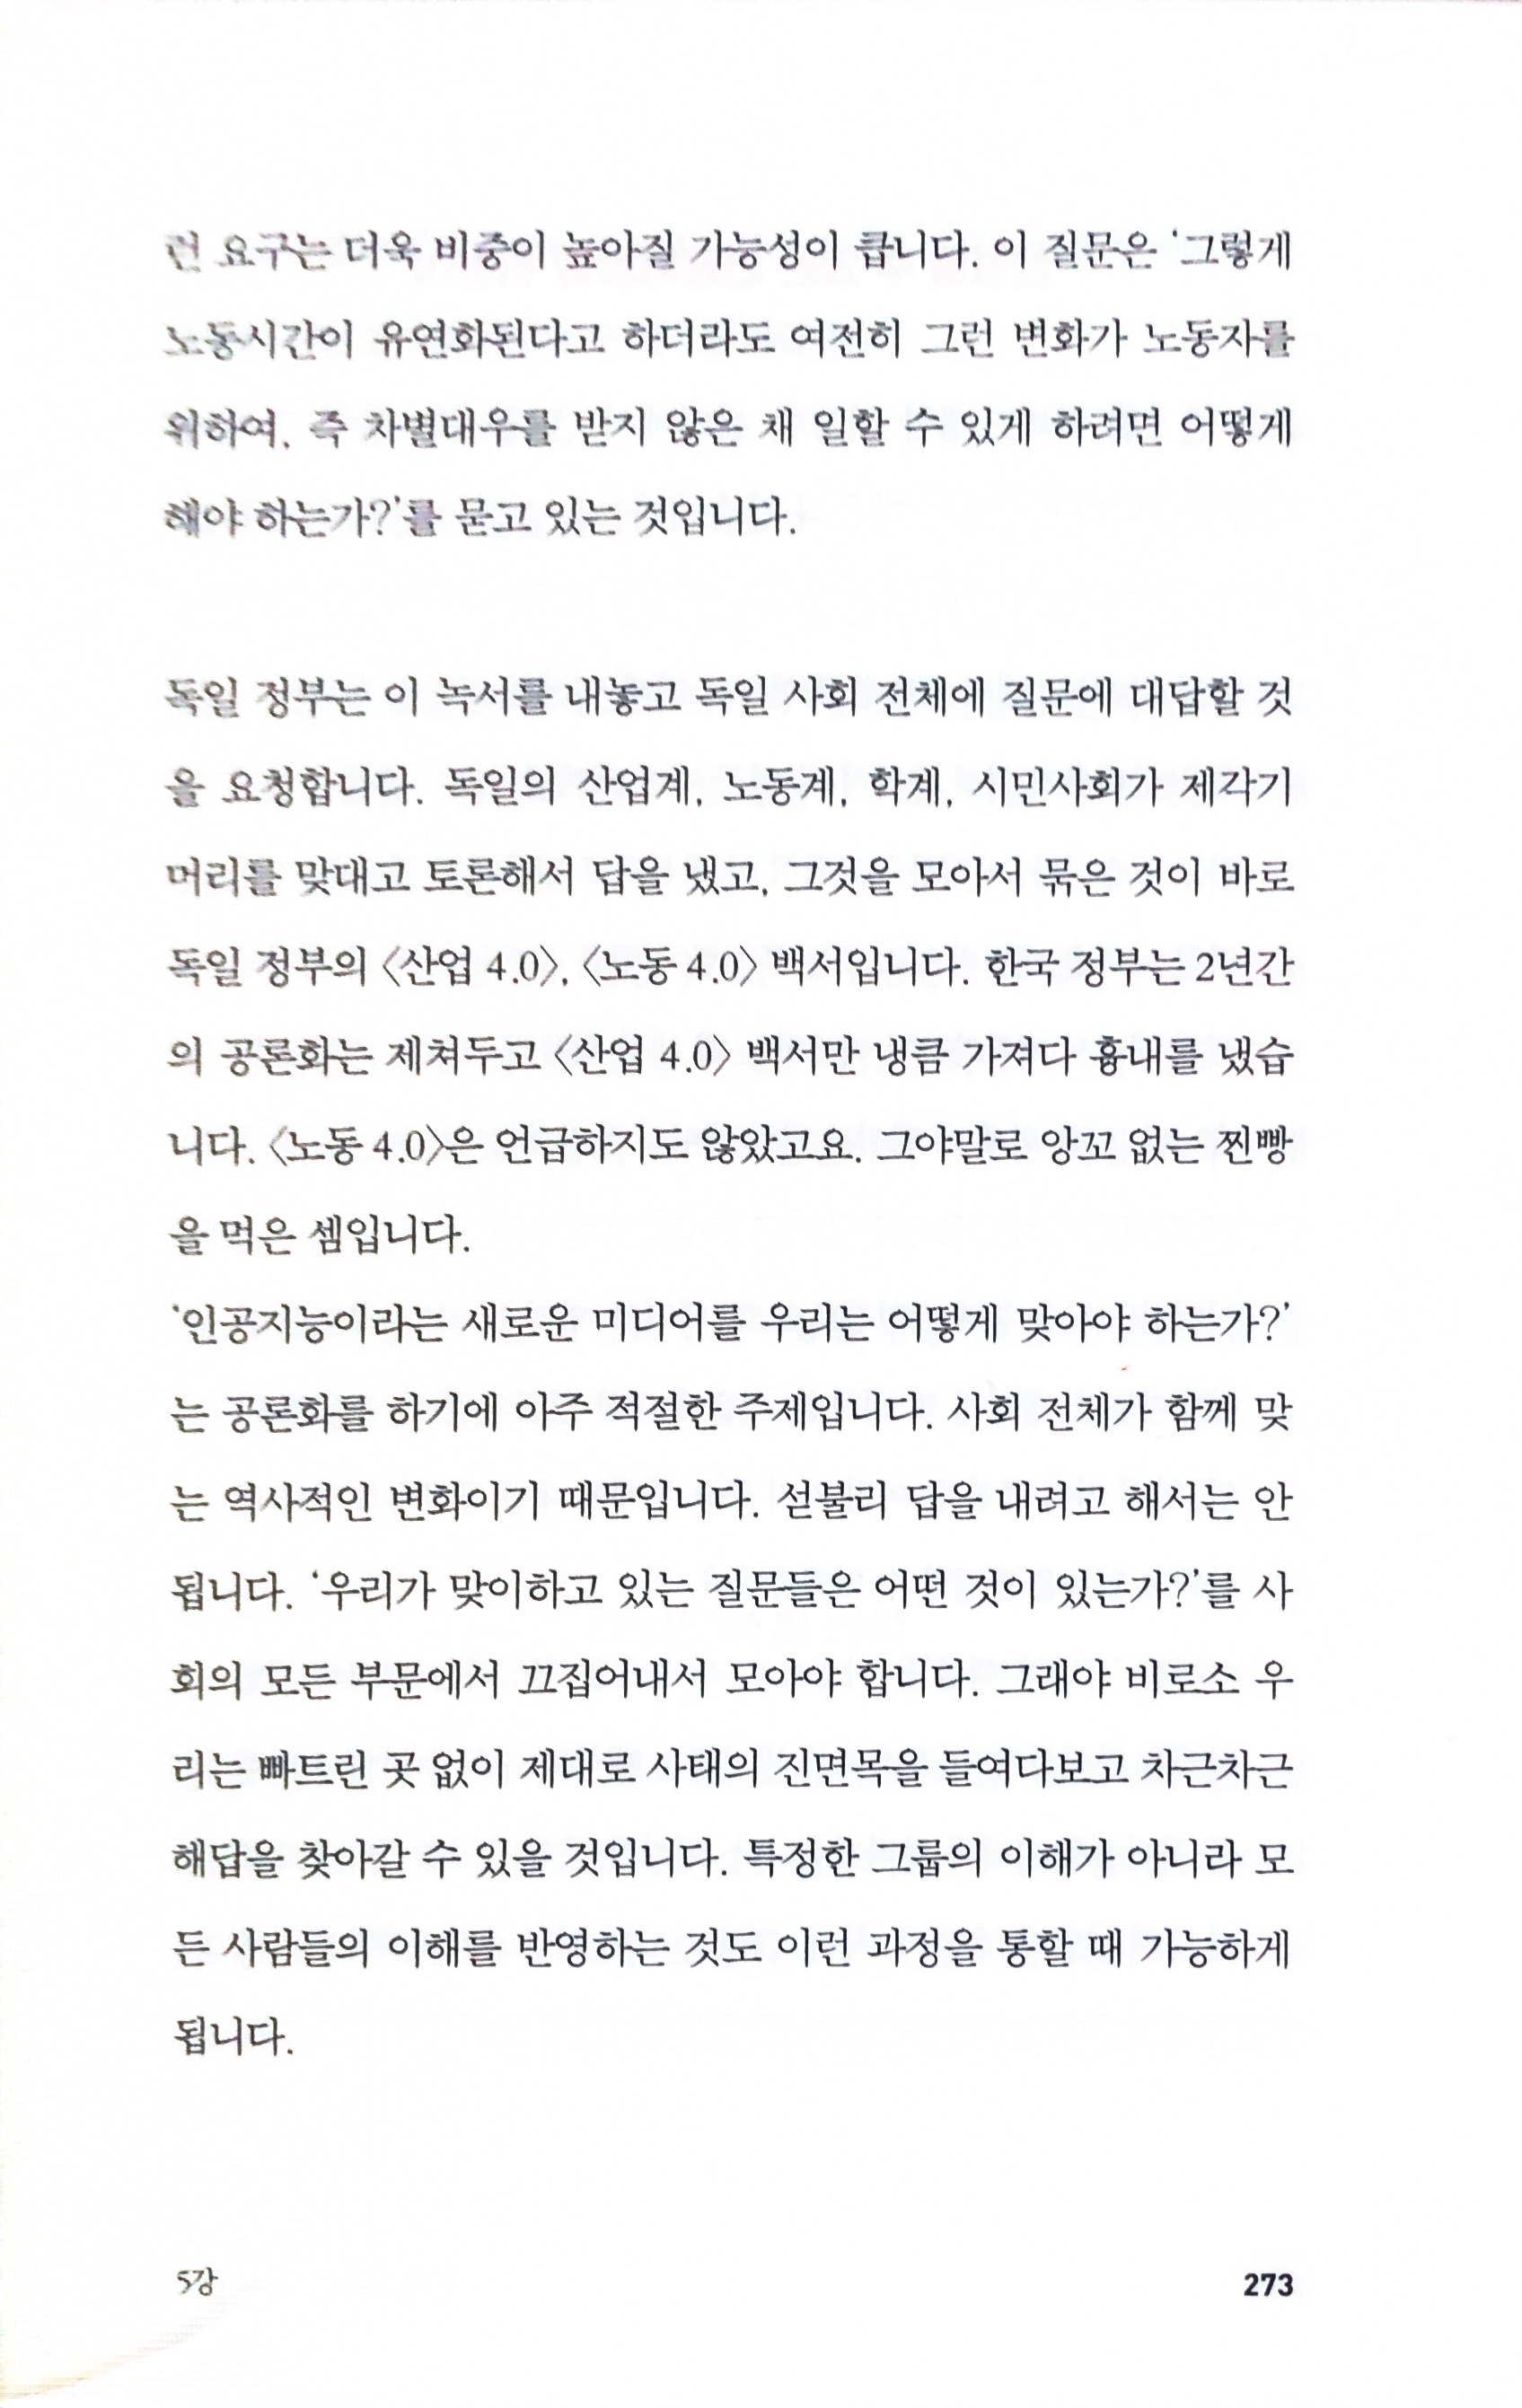 런 요구는 더욱 비중이 높아질 가능성이 큽니다. 이 질문은 ‘그렇게
노동시간이 유연화된다고 하더라도 여전히 그런 변화가 노동자를
위하여, 즉 차별대우를 받지 않은 채 일할 수 있게 하려면 어떻게
해야 하는가?’를 묻고 있는 것입니다.
독일 정부는 이 녹서를 내놓고 독일 사회 전체에 질문에 대답할 것
을 요청합니다. 독일의 산업계, 노동계, 학계, 시민사회가 제각기
머리를 맞대고 토론해서 답을 냈고, 그것을 모아서 묶은 것이 바로
독일 정부의 〈산업 4.0〉, 〈노동 4.0〉 백서입니다. 한국 정부는 2년간
의 공론화는 제쳐두고 〈산업 4.0〉 백서만 냉큼 가져다 흉내를 냈습
니다. 〈노동 4.0〉은 언급하지도 않았고요. 그야말로 앙꼬 없는 찐빵
을 먹은 셈입니다.
‘인공지능이라는 새로운 미디어를 우리는 어떻게 맞아야 하는가?’
는 공론화를 하기에 아주 적절한 주제입니다. 사회 전체가 함께 맞
는 역사적인 변화이기 때문입니다. 섣불리 답을 내려고 해서는 안
됩니다. ‘우리가 맞이하고 있는 질문들은 어떤 것이 있는가?’를 사
회의 모든 부문에서 끄집어내서 모아야 합니다. 그래야 비로소 우
리는 빠트린 곳 없이 제대로 사태의 진면목을 들여다보고 차근차근
해답을 찾아갈 수 있을 것입니다. 특정한 그룹의 이해가 아니라 모
든 사람들의 이해를 반영하는 것도 이런 과정을 통할 때 가능하게
됩니다.
5강
273